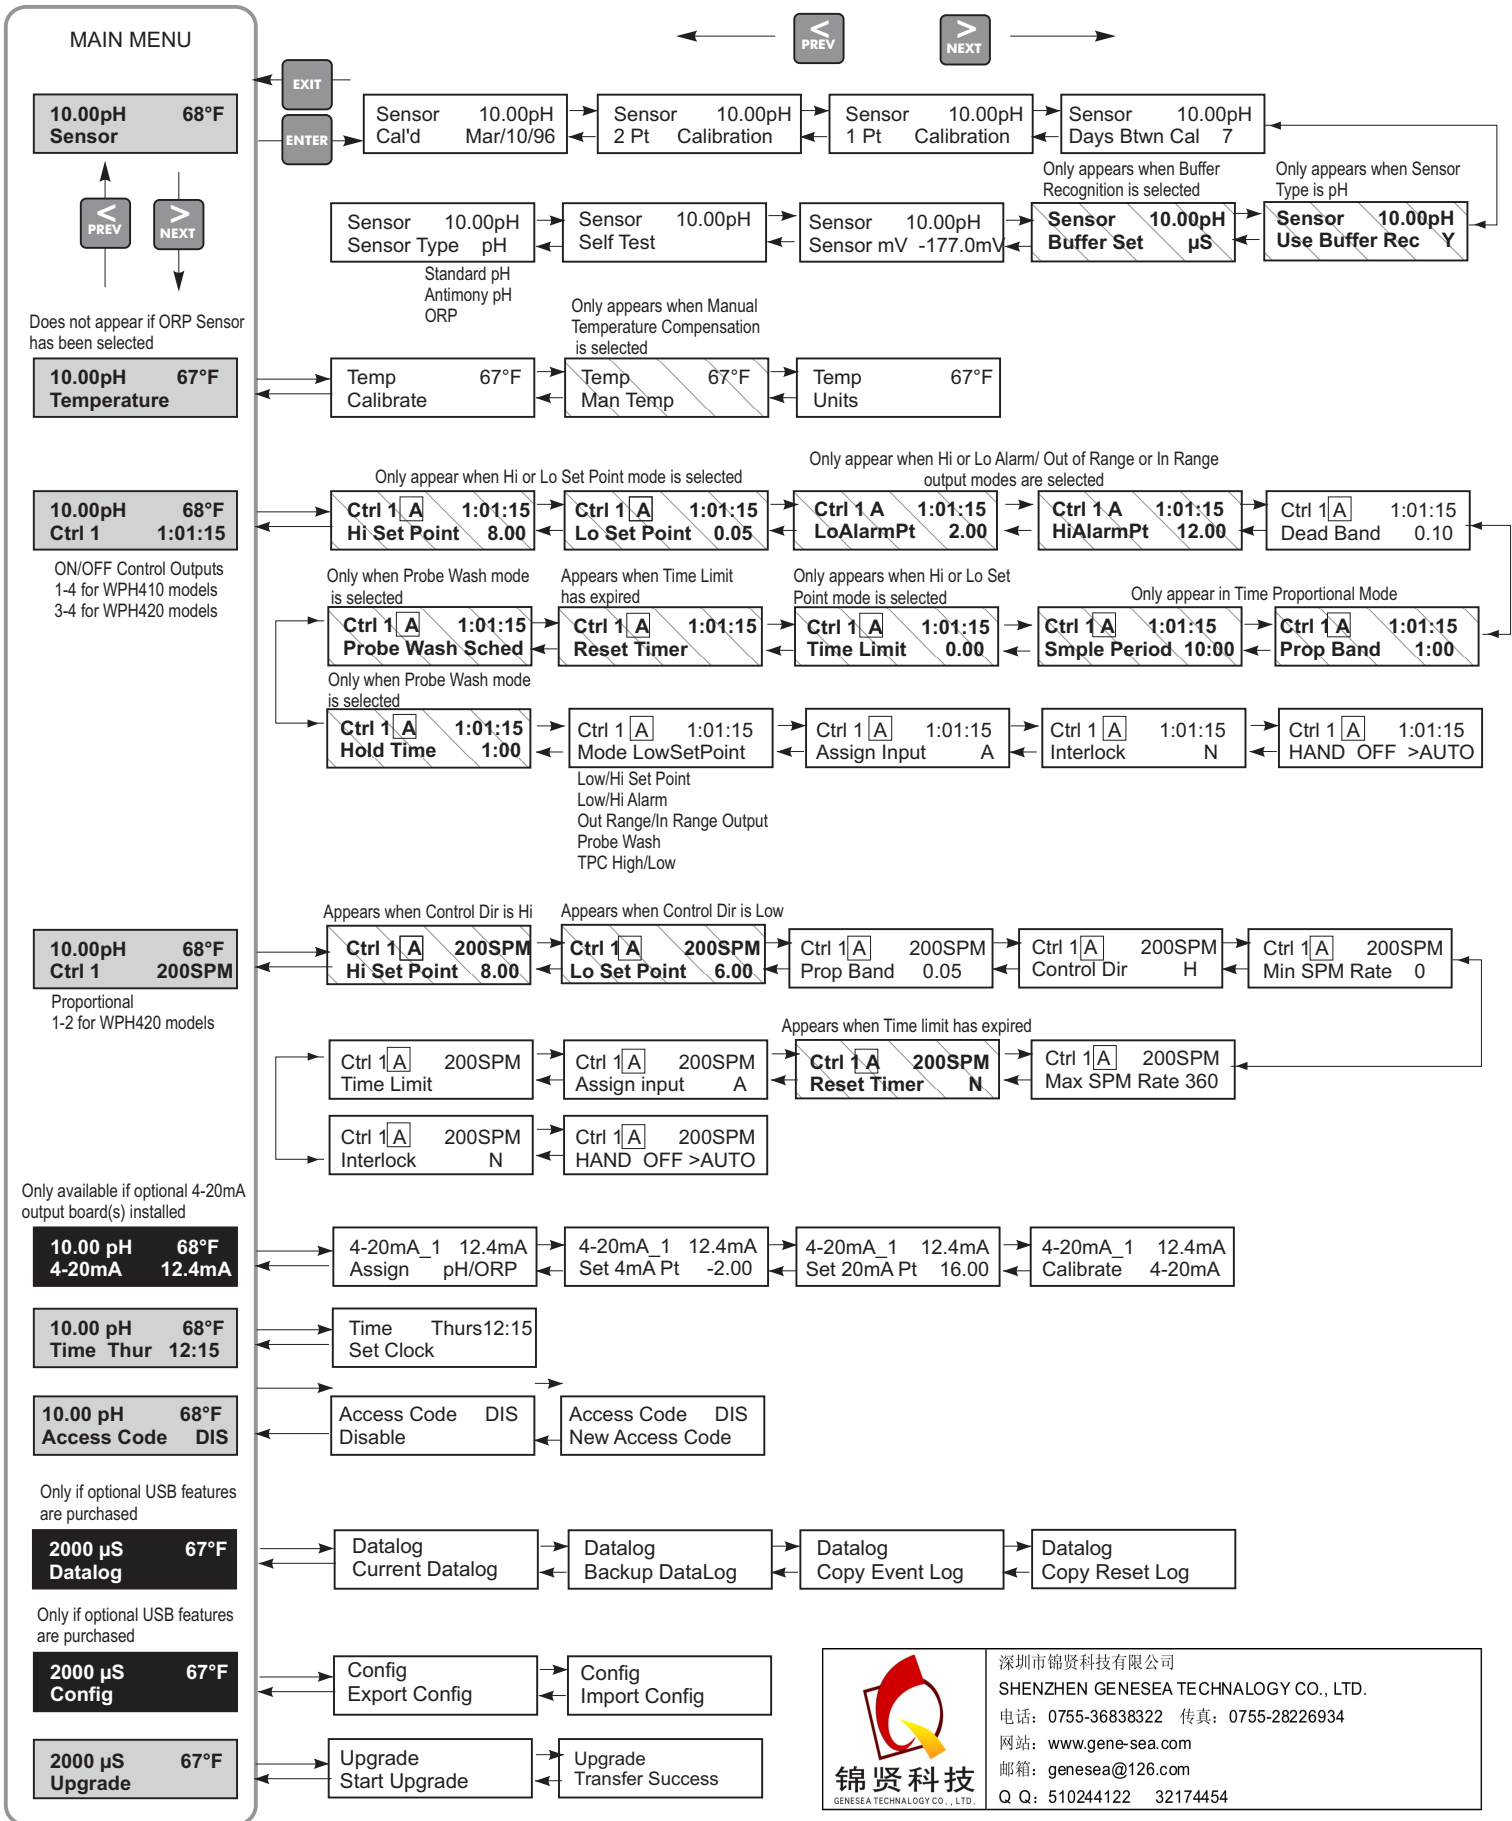 MAIN MENU
< PREV
> NEXT
EXIT
ENTER
10.00pH 68°F
Sensor
Sensor 10.00pH
Cal'd Mar/10/96
Sensor 10.00pH
2 Pt Calibration
Sensor 10.00pH
1 Pt Calibration
Sensor 10.00pH
Days Btwn Cal 7
< PREV
> NEXT
Only appears when Buffer
Recognition is selected
Only appears when Sensor
Type is pH
Sensor 10.00pH
Sensor Type pH
Sensor 10.00pH
Self Test
Sensor 10.00pH
Sensor mV -177.0mV
Sensor 10.00pH
Buffer Set µS
Sensor 10.00pH
Use Buffer Rec Y
Standard pH
Antimony pH
ORP
Does not appear if ORP Sensor
has been selected
Only appears when Manual
Temperature Compensation
is selected
10.00pH 67°F
Temperature
Temp 67°F
Calibrate
Temp 67°F
Man Temp
Temp 67°F
Units
Only appear when Hi or Lo Set Point mode is selected
Only appear when Hi or Lo Alarm/ Out of Range or In Range
output modes are selected
10.00pH 68°F
Ctrl 1 1:01:15
Ctrl 1 A 1:01:15
Hi Set Point 8.00
Ctrl 1 A 1:01:15
Lo Set Point 0.05
Ctrl 1 A 1:01:15
LoAlarmPt 2.00
Ctrl 1 A 1:01:15
HiAlarmPt 12.00
Ctrl 1 A 1:01:15
Dead Band 0.10
ON/OFF Control Outputs
1-4 for WPH410 models
3-4 for WPH420 models
Only when Probe Wash mode
is selected
Appears when Time Limit
has expired
Only appears when Hi or Lo Set
Point mode is selected
Only appear in Time Proportional Mode
Ctrl 1 A 1:01:15
Probe Wash Sched
Ctrl 1 A 1:01:15
Reset Timer
Ctrl 1 A 1:01:15
Time Limit 0.00
Ctrl 1 A 1:01:15
Smple Period 10:00
Ctrl 1 A 1:01:15
Prop Band 1:00
Only when Probe Wash mode
is selected
Ctrl 1 A 1:01:15
Hold Time 1:00
Ctrl 1 A 1:01:15
Mode LowSetPoint
Ctrl 1 A 1:01:15
Assign Input A
Ctrl 1 A 1:01:15
Interlock N
Ctrl 1 A 1:01:15
HAND OFF >AUTO
Low/Hi Set Point
Low/Hi Alarm
Out Range/In Range Output
Probe Wash
TPC High/Low
Appears when Control Dir is Hi
Appears when Control Dir is Low
10.00pH 68°F
Ctrl 1 200SPM
Ctrl 1 A 200SPM
Hi Set Point 8.00
Ctrl 1 A 200SPM
Lo Set Point 6.00
Ctrl 1 A 200SPM
Prop Band 0.05
Ctrl 1 A 200SPM
Control Dir H
Ctrl 1 A 200SPM
Min SPM Rate 0
Proportional
1-2 for WPH420 models
Appears when Time limit has expired
Ctrl 1 A 200SPM
Time Limit
Ctrl 1 A 200SPM
Assign input A
Ctrl 1 A 200SPM
Reset Timer N
Ctrl 1 A 200SPM
Max SPM Rate 360
Ctrl 1 A 200SPM
Interlock N
Ctrl 1 A 200SPM
HAND OFF >AUTO
Only available if optional 4-20mA
output board(s) installed
10.00 pH 68°F
4-20mA 12.4mA
4-20mA_1 12.4mA
Assign pH/ORP
4-20mA_1 12.4mA
Set 4mA Pt -2.00
4-20mA_1 12.4mA
Set 20mA Pt 16.00
4-20mA_1 12.4mA
Calibrate 4-20mA
10.00 pH 68°F
Time Thur 12:15
Time Thurs12:15
Set Clock
10.00 pH 68°F
Access Code DIS
Access Code DIS
Disable
Access Code DIS
New Access Code
Only if optional USB features
are purchased
2000 µS 67°F
Datalog
Datalog
Current Datalog
Datalog
Backup DataLog
Datalog
Copy Event Log
Datalog
Copy Reset Log
Only if optional USB features
are purchased
2000 µS 67°F
Config
Config
Export Config
Config
Import Config
2000 µS 67°F
Upgrade
Upgrade
Start Upgrade
Upgrade
Transfer Success
锦贤科技
GENESEA TECHNALOGY CO., LTD.
深圳市锦贤科技有限公司
SHENZHEN GENESEA TECHNALOGY CO., LTD.
电话：0755-36838322 传真：0755-28226934
网站：www.gene-sea.com
邮箱：genesea@126.com
Q Q：510244122 32174454